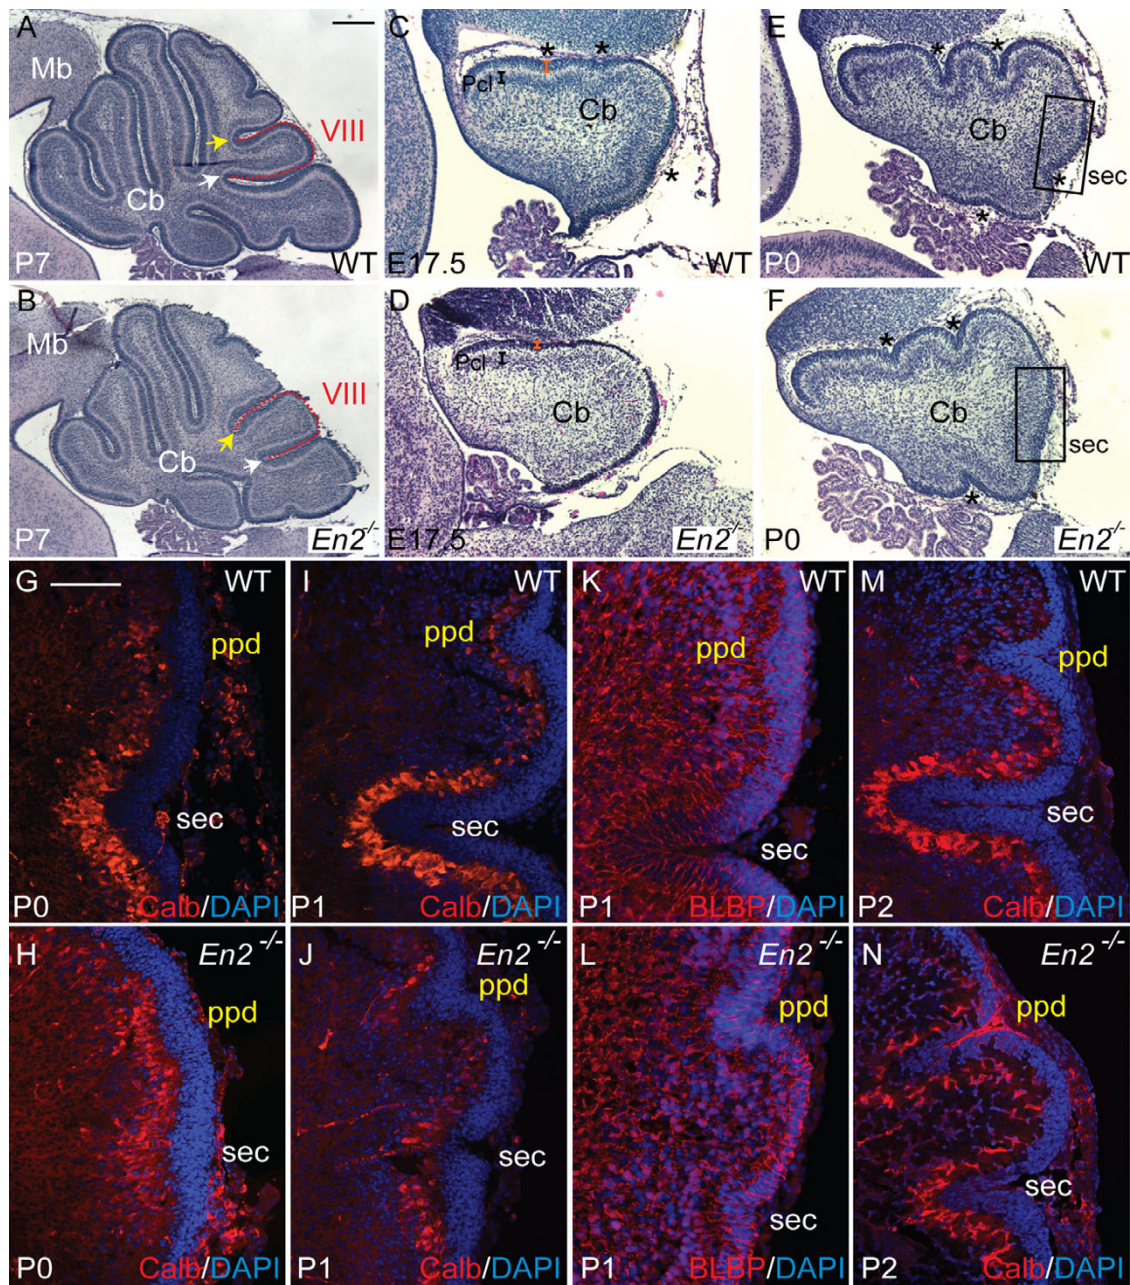 A
Mb
VIII
Cb
P7
WT
C
*
*
Pcl
Cb
*
E17.5
WT
E
*
*
Cb
sec
*
*
P0
WT
B
Mb
VIII
Cb
P7
En2-/-
D
Pcl
Cb
E17.5
En2-/-
F
*
*
Cb
sec
*
P0
En2-/-
G
WT
ppd
sec
P0
Calb/DAPI
I
WT
ppd
sec
P1
Calb/DAPI
K
WT
ppd
sec
P1
BLBP/DAPI
M
WT
ppd
sec
P2
Calb/DAPI
H
En2-/-
ppd
sec
P0
Calb/DAPI
J
En2-/-
ppd
sec
P1
Calb/DAPI
L
En2-/-
ppd
sec
P1
BLBP/DAPI
N
En2-/-
ppd
sec
P2
Calb/DAPI